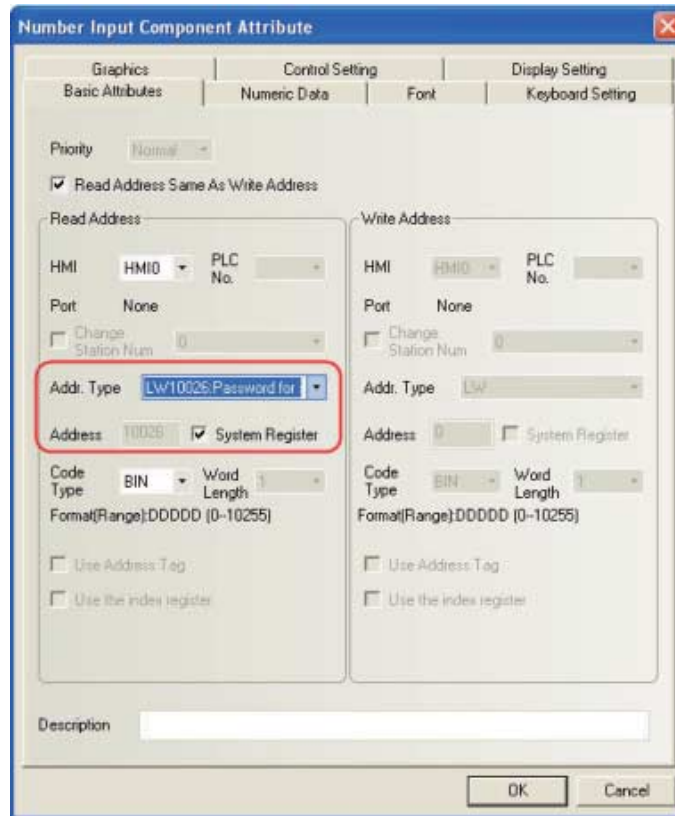 Number Input Component Attribute
Graphics Control Setting Display Setting
Basic Attributes Numeric Data Font Keyboard Setting
Priority Normal
Read Address Same As Write Address
Read Address
HMI HMI0 PLC No.
Port None
Change Station Num 0
Addr. Type LW10026:Password for
Address 10026 System Register
Code Type BIN Word Length 1
Format(Range):DDDDD (0~10255)
Use Address Tag
Use the index register
Write Address
HMI HMI0 PLC No.
Port None
Change Station Num 0
Addr. Type LW
Address 0 System Register
Code Type BIN Word Length 1
Format(Range):DDDDD (0~10255)
Use Address Tag
Use the index register
Description
OK Cancel